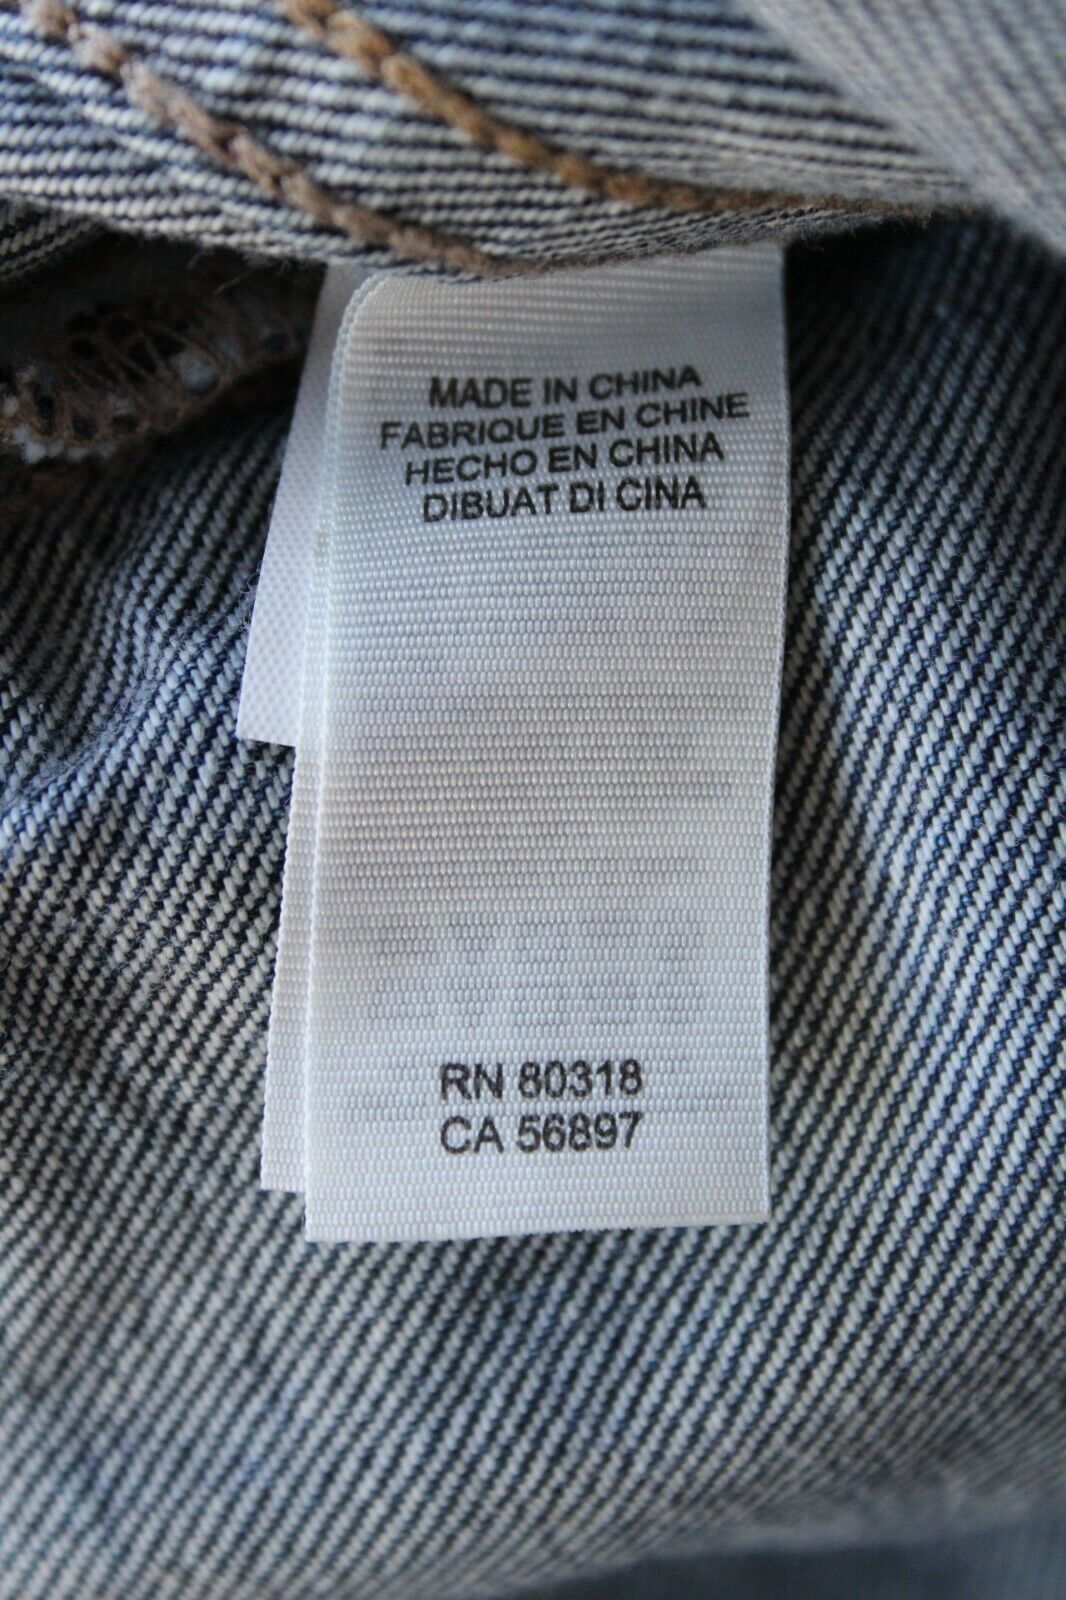 MADE IN CHINA
FABRIQUE EN CHINE
HECHO EN CHINA
DIBUAT DI CINA
RN 80318
CA 56897